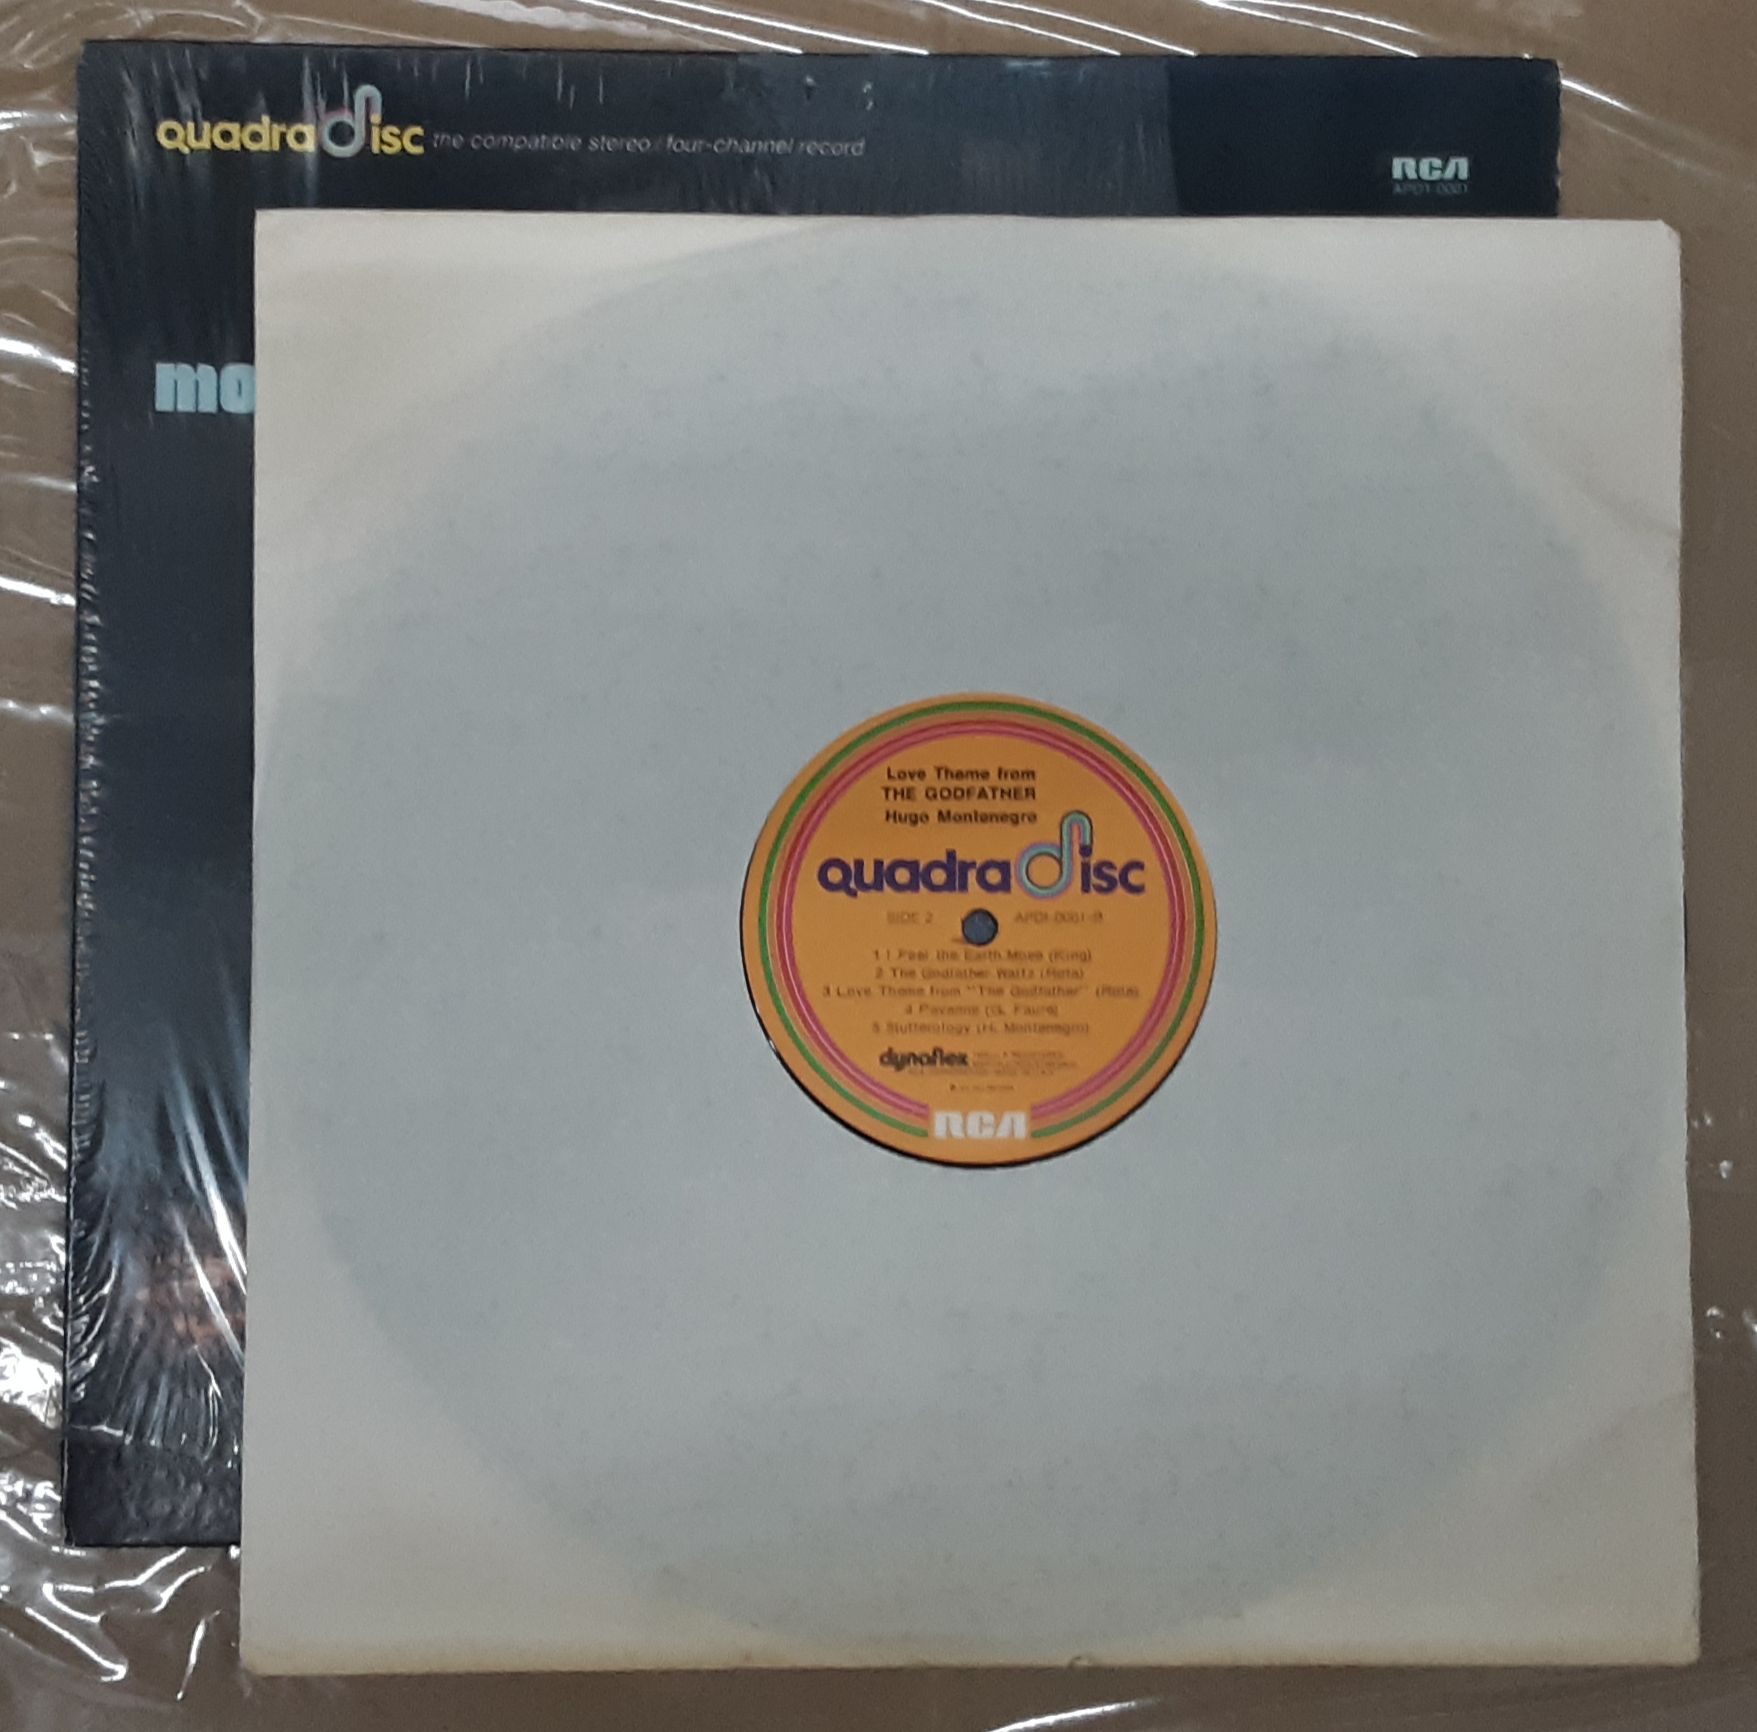 quadradisc the compatible stereo/four-channel record
RCA
APD1-0001
mo
Love Theme from
THE GODFATHER
Hugo Montenegro
quadradisc
SIDE 2 APD1-0001-B
1 I Feel the Earth Move (King)
2 The Godfather Waltz (Rota)
3 Love Theme from "The Godfather" (Rota)
4 Pavanne (G. Faure)
5 Stutterology (H. Montenegro)
dynaflex
RCA